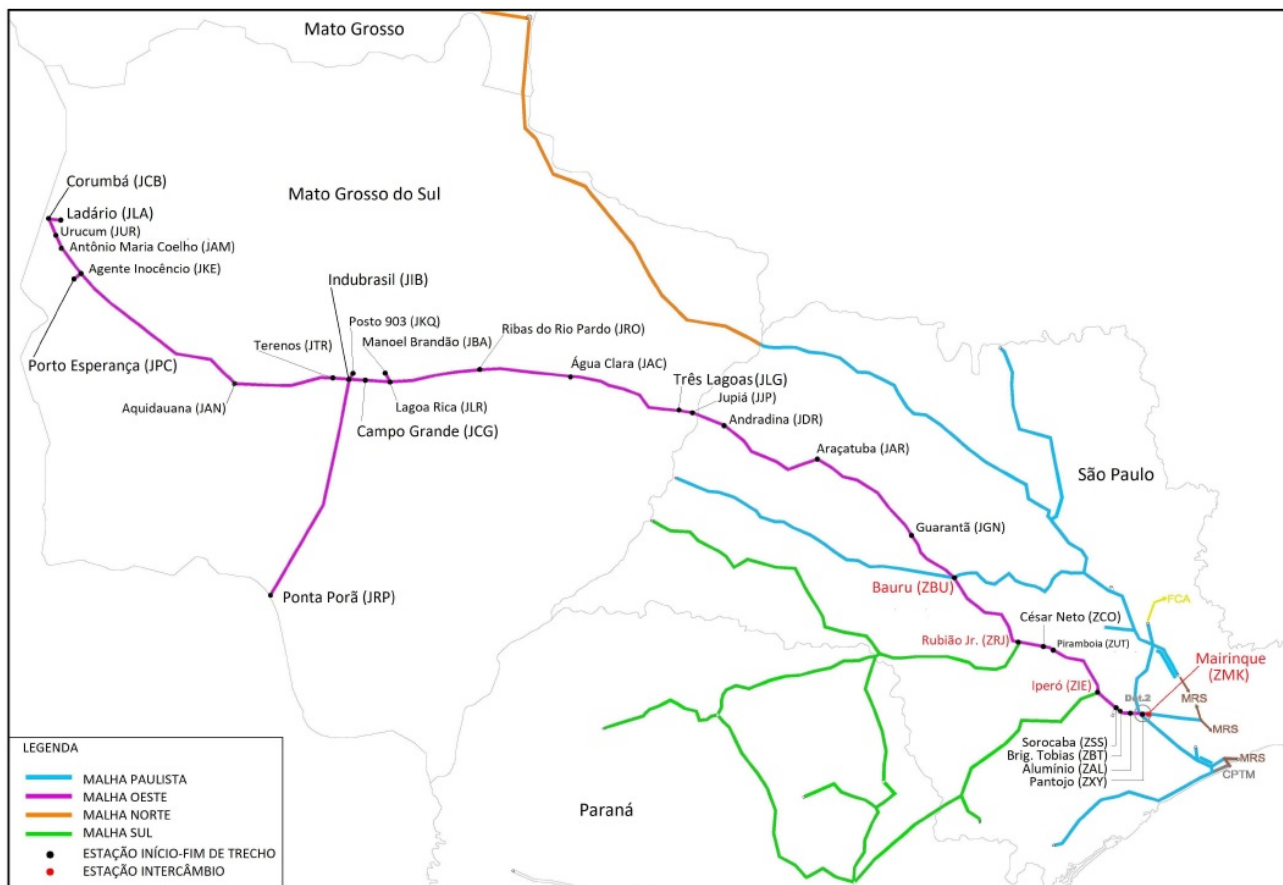 Mato Grosso
Corumbá (JCB)
Mato Grosso do Sul
Ladário (JLA)
Urucum (JUR)
Antônio Maria Coelho (JAM)
Agente Inocêncio (JKE)
Indubrasil (JIB)
Posto 903 (JKQ)
Manoel Brandão (JBA)
Ribas do Rio Pardo (JRO)
Terenos (JTR)
Porto Esperança (JPC)
Água Clara (JAC)
Três Lagoas (JLG)
Jupiá (JJP)
Aquidauana (JAN)
Lagoa Rica (JLR)
Andradina (JDR)
Campo Grande (JCG)
Araçatuba (JAR)
São Paulo
Guarantã (JGN)
Bauru (ZBU)
Ponta Porã (JRP)
FCA
César Neto (ZCO)
Rubião Jr. (ZRJ)
Piramboia (ZUT)
Mairinque
(ZMK)
Iperó (ZIE)
Det.2
MRS
MRS
Sorocaba (ZSS)
Brig. Tobias (ZBT)
Alumínio (ZAL)
Pantojo (ZXY)
MRS
CPTM
Paraná
LEGENDA
MALHA PAULISTA
MALHA OESTE
MALHA NORTE
MALHA SUL
ESTAÇÃO INÍCIO-FIM DE TRECHO
ESTAÇÃO INTERCÂMBIO